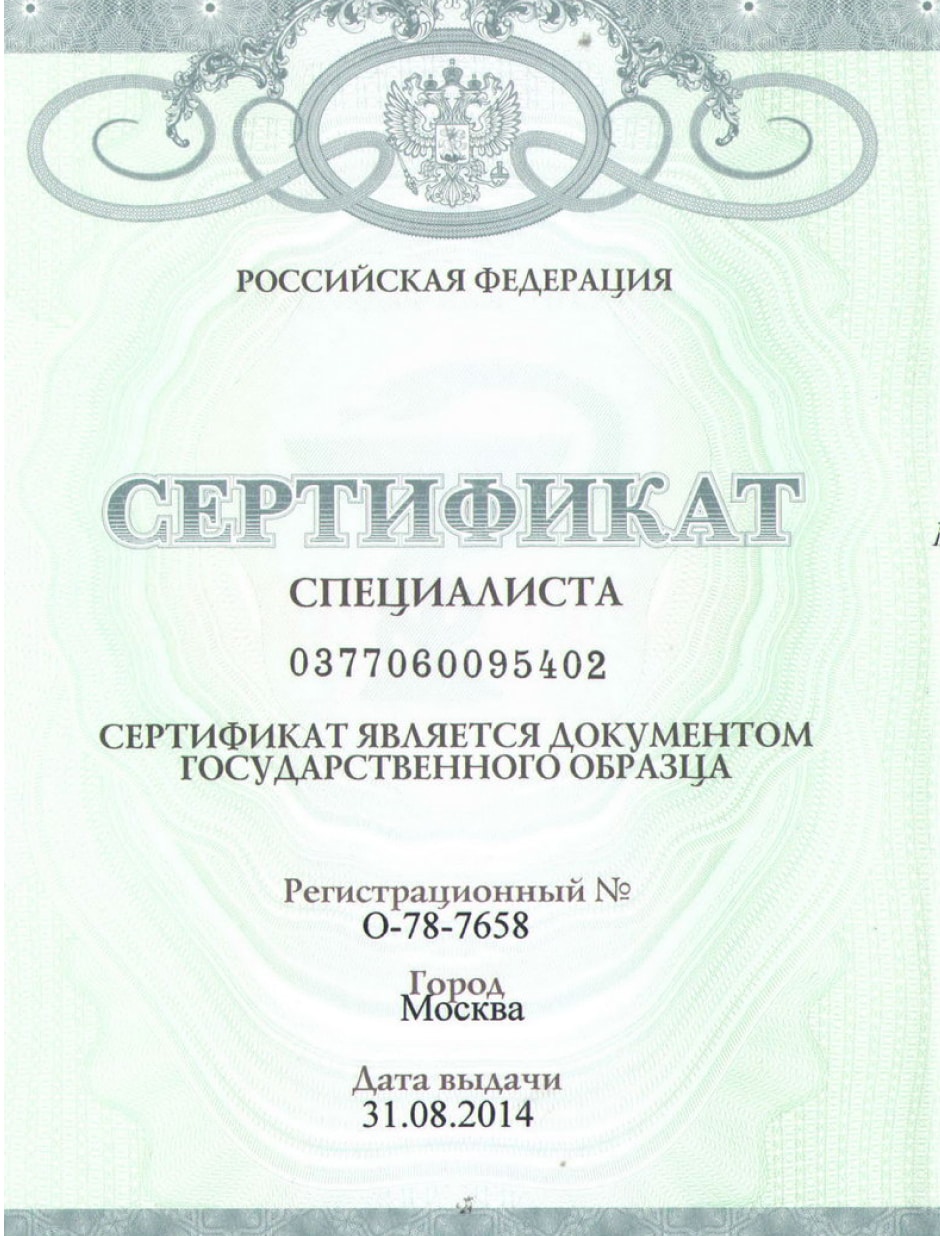 РОССИЙСКАЯ ФЕДЕРАЦИЯ
СЕРТИФИКАТ
СПЕЦИАЛИСТА
0377060095402
СЕРТИФИКАТ ЯВЛЯЕТСЯ ДОКУМЕНТОМ
ГОСУДАРСТВЕННОГО ОБРАЗЦА
Регистрационный №
О-78-7658
Город
Москва
Дата выдачи
31.08.2014